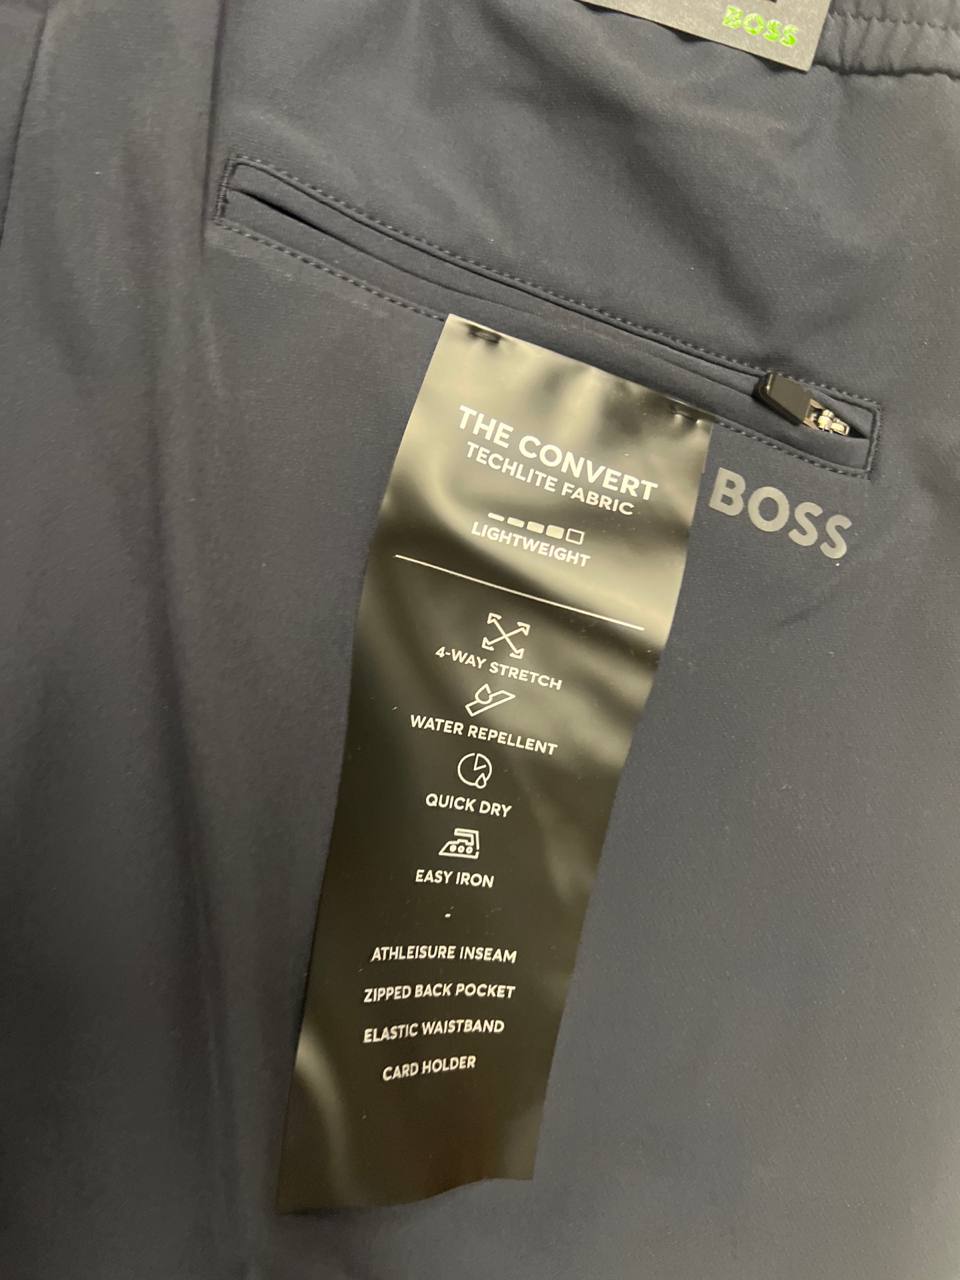 BOSS
THE CONVERT
TECHLITE FABRIC
LIGHTWEIGHT
BOSS
4-WAY STRETCH
WATER REPELLENT
QUICK DRY
EASY IRON
ATHLEISURE INSEAM
ZIPPED BACK POCKET
ELASTIC WAISTBAND
CARD HOLDER